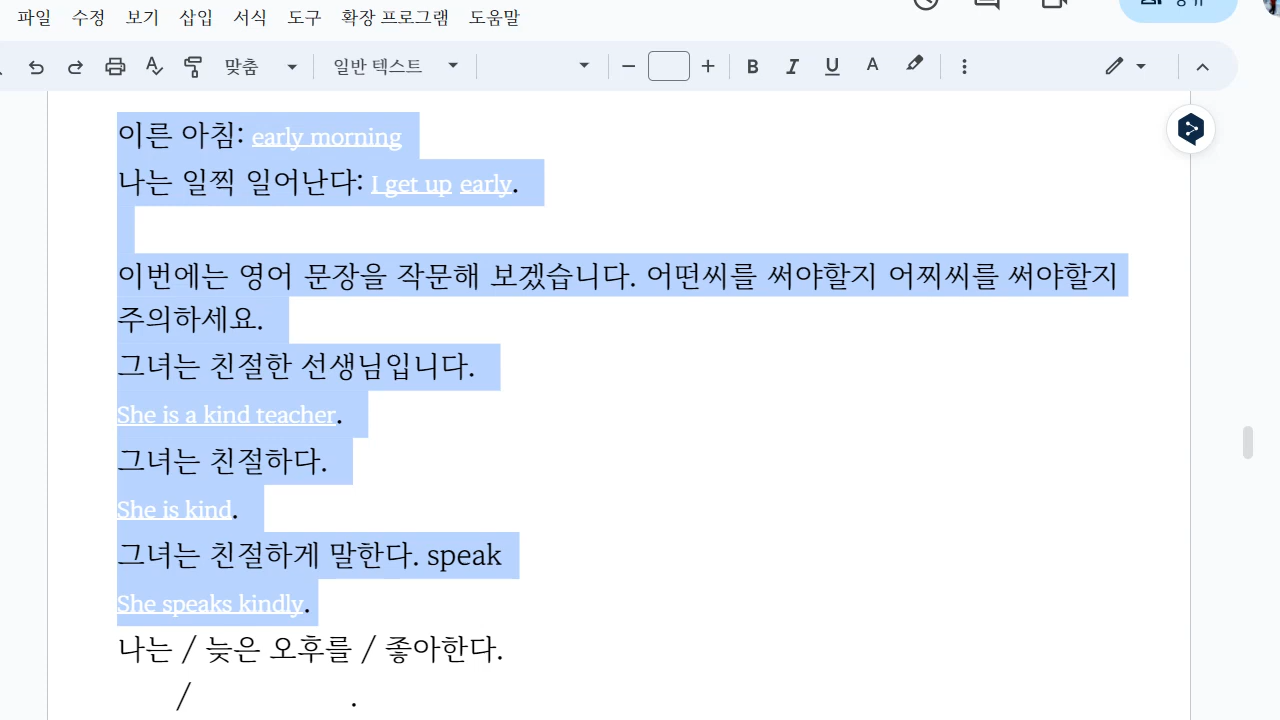 파일 수정 보기 삽입 서식 도구 확장 프로그램 도움말
맞춤 일반 텍스트 B I U A
이른 아침: early morning
나는 일찍 일어난다: I get up early.
이번에는 영어 문장을 작문해 보겠습니다. 어떤씨를 써야할지 어찌씨를 써야할지
주의하세요.
그녀는 친절한 선생님입니다.
She is a kind teacher.
그녀는 친절하다.
She is kind.
그녀는 친절하게 말한다. speak
She speaks kindly.
나는 / 늦은 오후를 / 좋아한다.
/ .